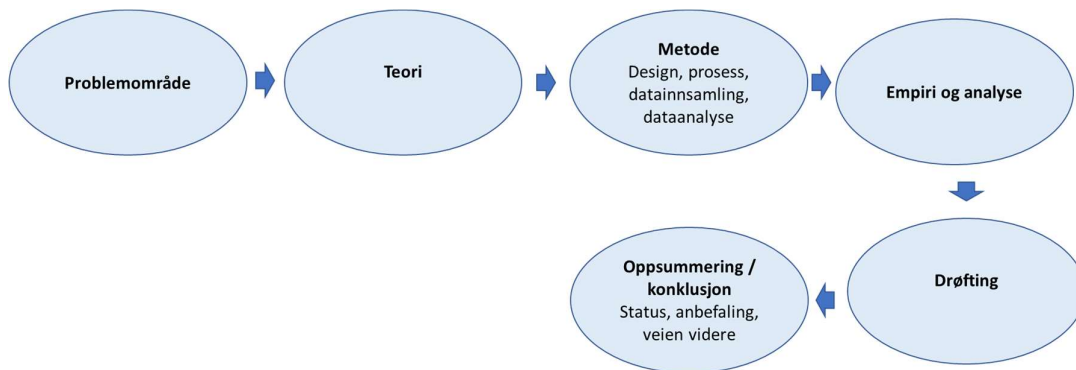 Problemområde
Teori
Metode
Design, prosess,
datainnsamling,
dataanalyse
Empiri og analyse
Drøfting
Oppsummering /
konklusjon
Status, anbefaling,
veien videre